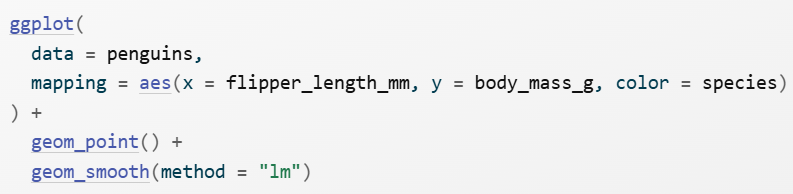 ggplot(
  data = penguins,
  mapping = aes(x = flipper_length_mm, y = body_mass_g, color = species)
) +
  geom_point() +
  geom_smooth(method = "lm")